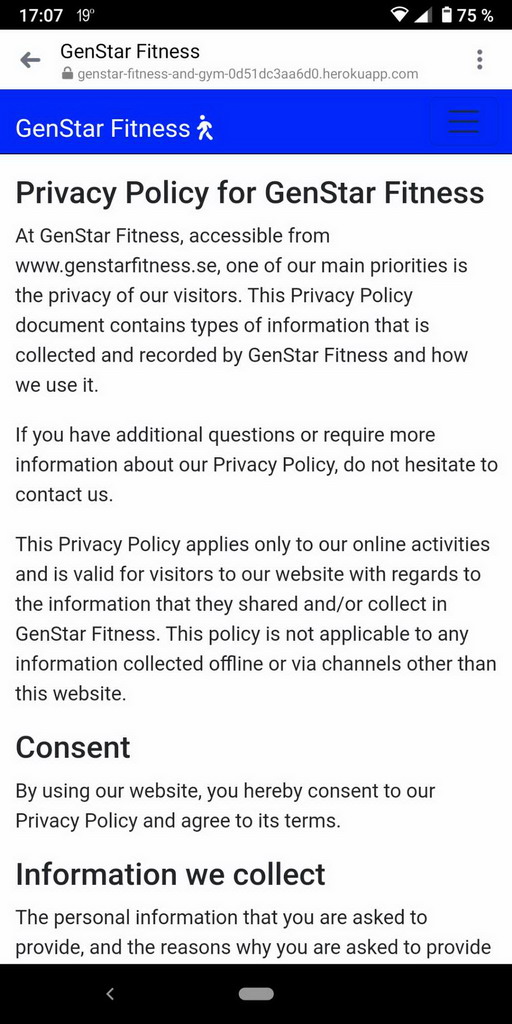 17:07 19° 75 %
GenStar Fitness
genstar-fitness-and-gym-0d51dc3aa6d0.herokuapp.com
GenStar Fitness
Privacy Policy for GenStar Fitness
At GenStar Fitness, accessible from
www.genstarfitness.se, one of our main priorities is
the privacy of our visitors. This Privacy Policy
document contains types of information that is
collected and recorded by GenStar Fitness and how
we use it.
If you have additional questions or require more
information about our Privacy Policy, do not hesitate to
contact us.
This Privacy Policy applies only to our online activities
and is valid for visitors to our website with regards to
the information that they shared and/or collect in
GenStar Fitness. This policy is not applicable to any
information collected offline or via channels other than
this website.
Consent
By using our website, you hereby consent to our
Privacy Policy and agree to its terms.
Information we collect
The personal information that you are asked to
provide, and the reasons why you are asked to provide